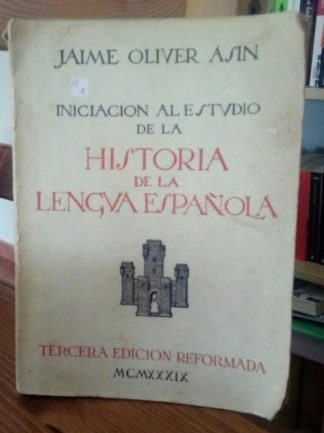 JAIME OLIVER ASIN
INICIACION AL ESTVDIO
DE LA
HISTORIA
DE LA
LENGVA ESPAÑOLA
TERCERA EDICION REFORMADA
MCMXXXIX